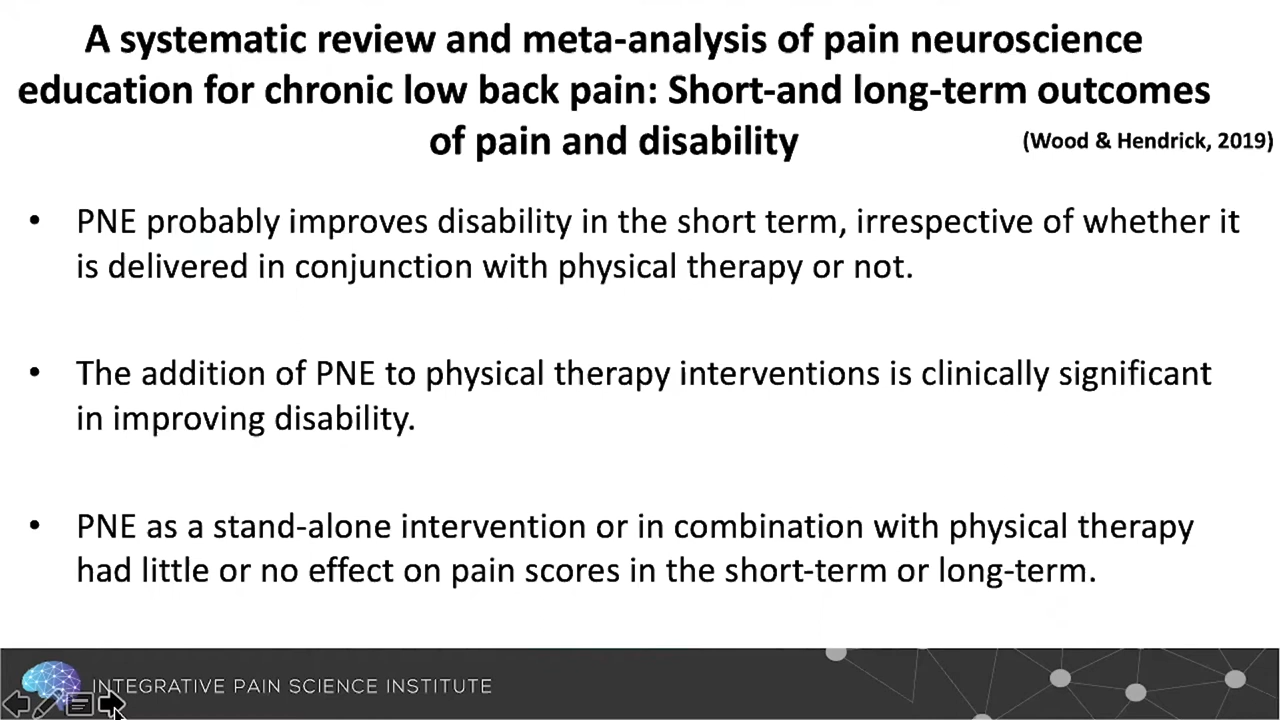 A systematic review and meta-analysis of pain neuroscience
education for chronic low back pain: Short-and long-term outcomes
of pain and disability
(Wood & Hendrick, 2019)
• PNE probably improves disability in the short term, irrespective of whether it
is delivered in conjunction with physical therapy or not.
• The addition of PNE to physical therapy interventions is clinically significant
in improving disability.
• PNE as a stand-alone intervention or in combination with physical therapy
had little or no effect on pain scores in the short-term or long-term.
INTEGRATIVE PAIN SCIENCE INSTITUTE